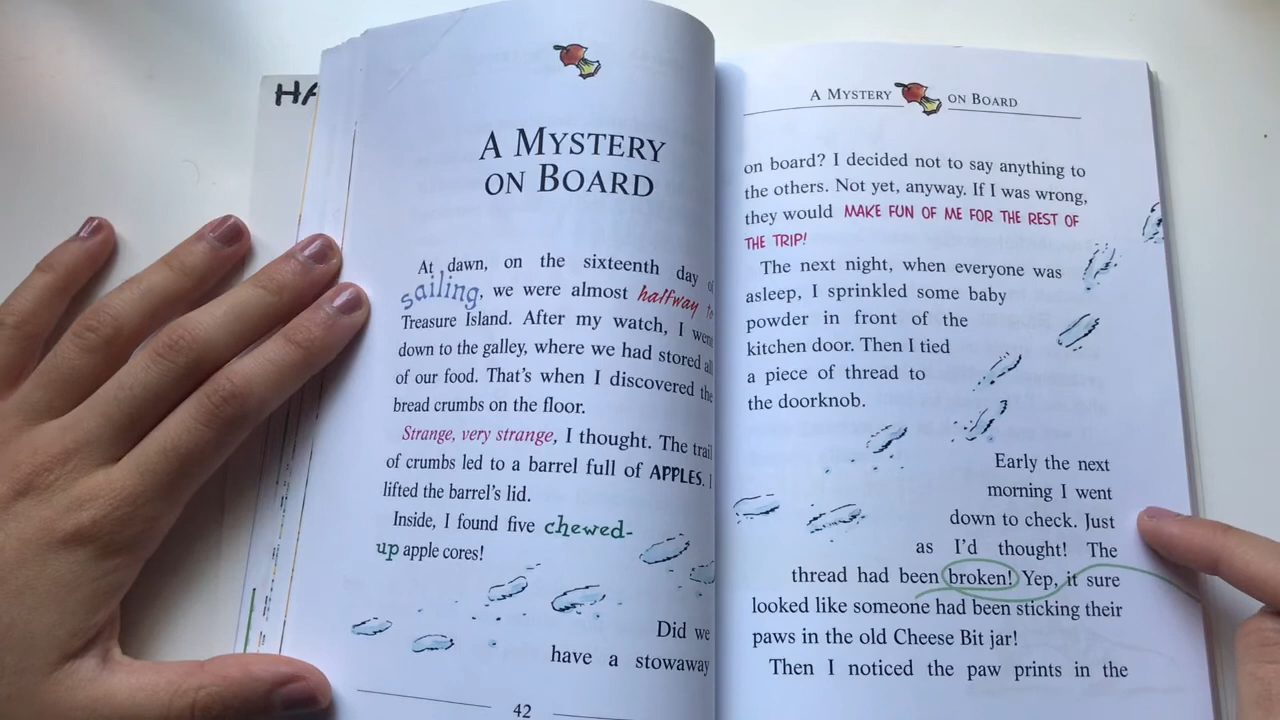 HA
A MYSTERY
ON BOARD
At dawn, on the sixteenth day of
sailing, we were almost halfway to
Treasure Island. After my watch, I went
down to the galley, where we had stored all
of our food. That's when I discovered the
bread crumbs on the floor.
Strange, very strange, I thought. The trail
of crumbs led to a barrel full of APPLES. I
lifted the barrel's lid.
Inside, I found five chewed-
up apple cores!
Did we
have a stowaway
42
A MYSTERY ON BOARD
on board? I decided not to say anything to
the others. Not yet, anyway. If I was wrong,
they would MAKE FUN OF ME FOR THE REST OF
THE TRIP!
The next night, when everyone was
asleep, I sprinkled some baby
powder in front of the
kitchen door. Then I tied
a piece of thread to
the doorknob.
Early the next
morning I went
down to check. Just
as I'd thought! The
thread had been broken! Yep, it sure
looked like someone had been sticking their
paws in the old Cheese Bit jar!
Then I noticed the paw prints in the